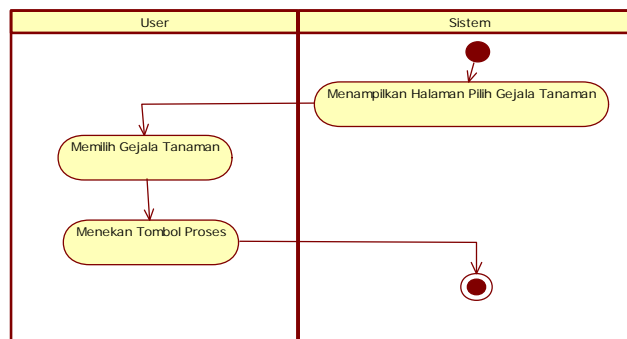 User
Sistem
Menampilkan Halaman Pilih Gejala Tanaman
Memilih Gejala Tanaman
Menekan Tombol Proses